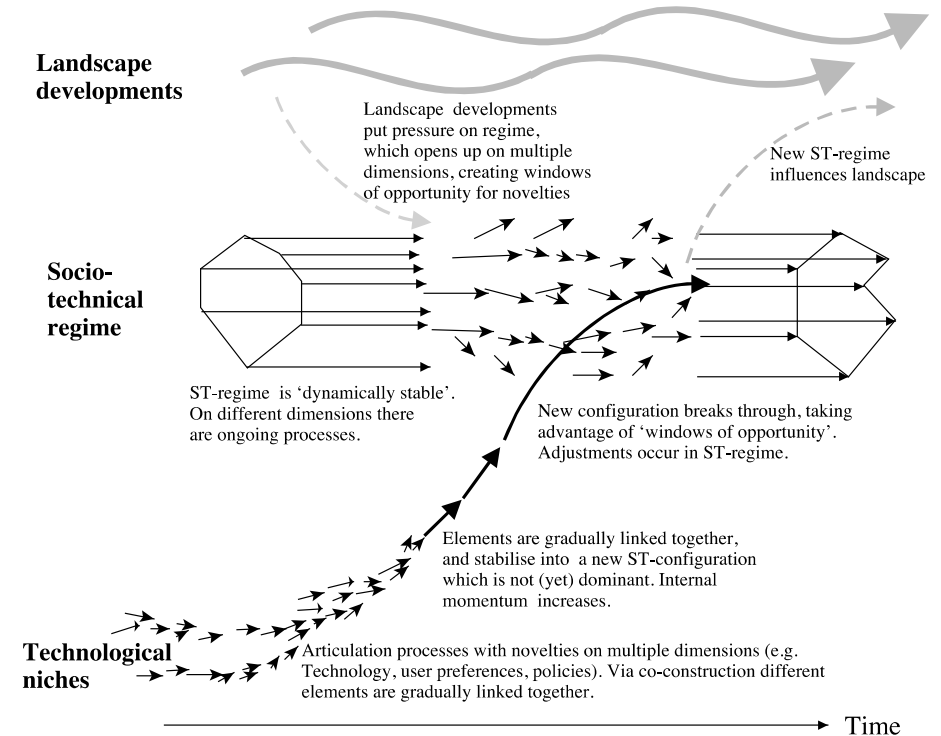 Landscape
developments
Landscape developments
put pressure on regime,
which opens up on multiple
dimensions, creating windows
of opportunity for novelties
New ST-regime
influences landscape
Socio-
technical
regime
ST-regime is ‘dynamically stable’.
On different dimensions there
are ongoing processes.
New configuration breaks through, taking
advantage of ‘windows of opportunity’.
Adjustments occur in ST-regime.
Elements are gradually linked together,
and stabilise into a new ST-configuration
which is not (yet) dominant. Internal
momentum increases.
Technological
niches
Articulation processes with novelties on multiple dimensions (e.g.
Technology, user preferences, policies). Via co-construction different
elements are gradually linked together.
Time